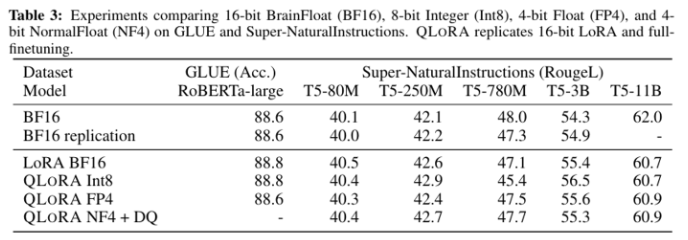 Table 3: Experiments comparing 16-bit BrainFloat (BF16), 8-bit Integer (Int8), 4-bit Float (FP4), and 4-
bit NormalFloat (NF4) on GLUE and Super-NaturalInstructions. QLORA replicates 16-bit LoRA and full-
finetuning.
Dataset GLUE (Acc.) Super-NaturalInstructions (RougeL)
Model RoBERTa-large T5-80M T5-250M T5-780M T5-3B T5-11B
BF16 88.6 40.1 42.1 48.0 54.3 62.0
BF16 replication 88.6 40.0 42.2 47.3 54.9 -
LoRA BF16 88.8 40.5 42.6 47.1 55.4 60.7
QLORA Int8 88.8 40.4 42.9 45.4 56.5 60.7
QLORA FP4 88.6 40.3 42.4 47.5 55.6 60.9
QLORA NF4 + DQ - 40.4 42.7 47.7 55.3 60.9